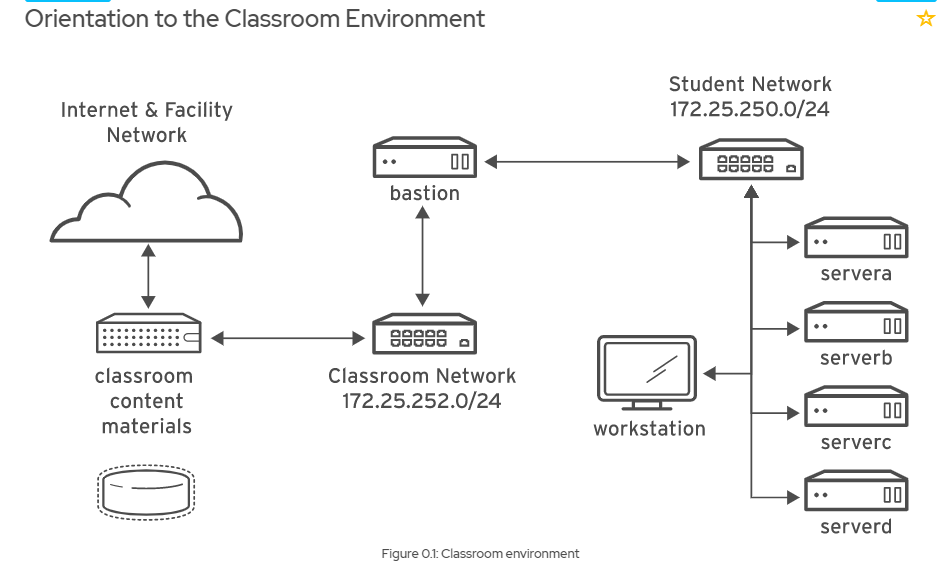 Orientation to the Classroom Environment
Internet & Facility
Network
Student Network
172.25.250.0/24
bastion
servera
serverb
classroom
content
materials
Classroom Network
172.25.252.0/24
workstation
serverc
serverd
Figure 0.1: Classroom environment